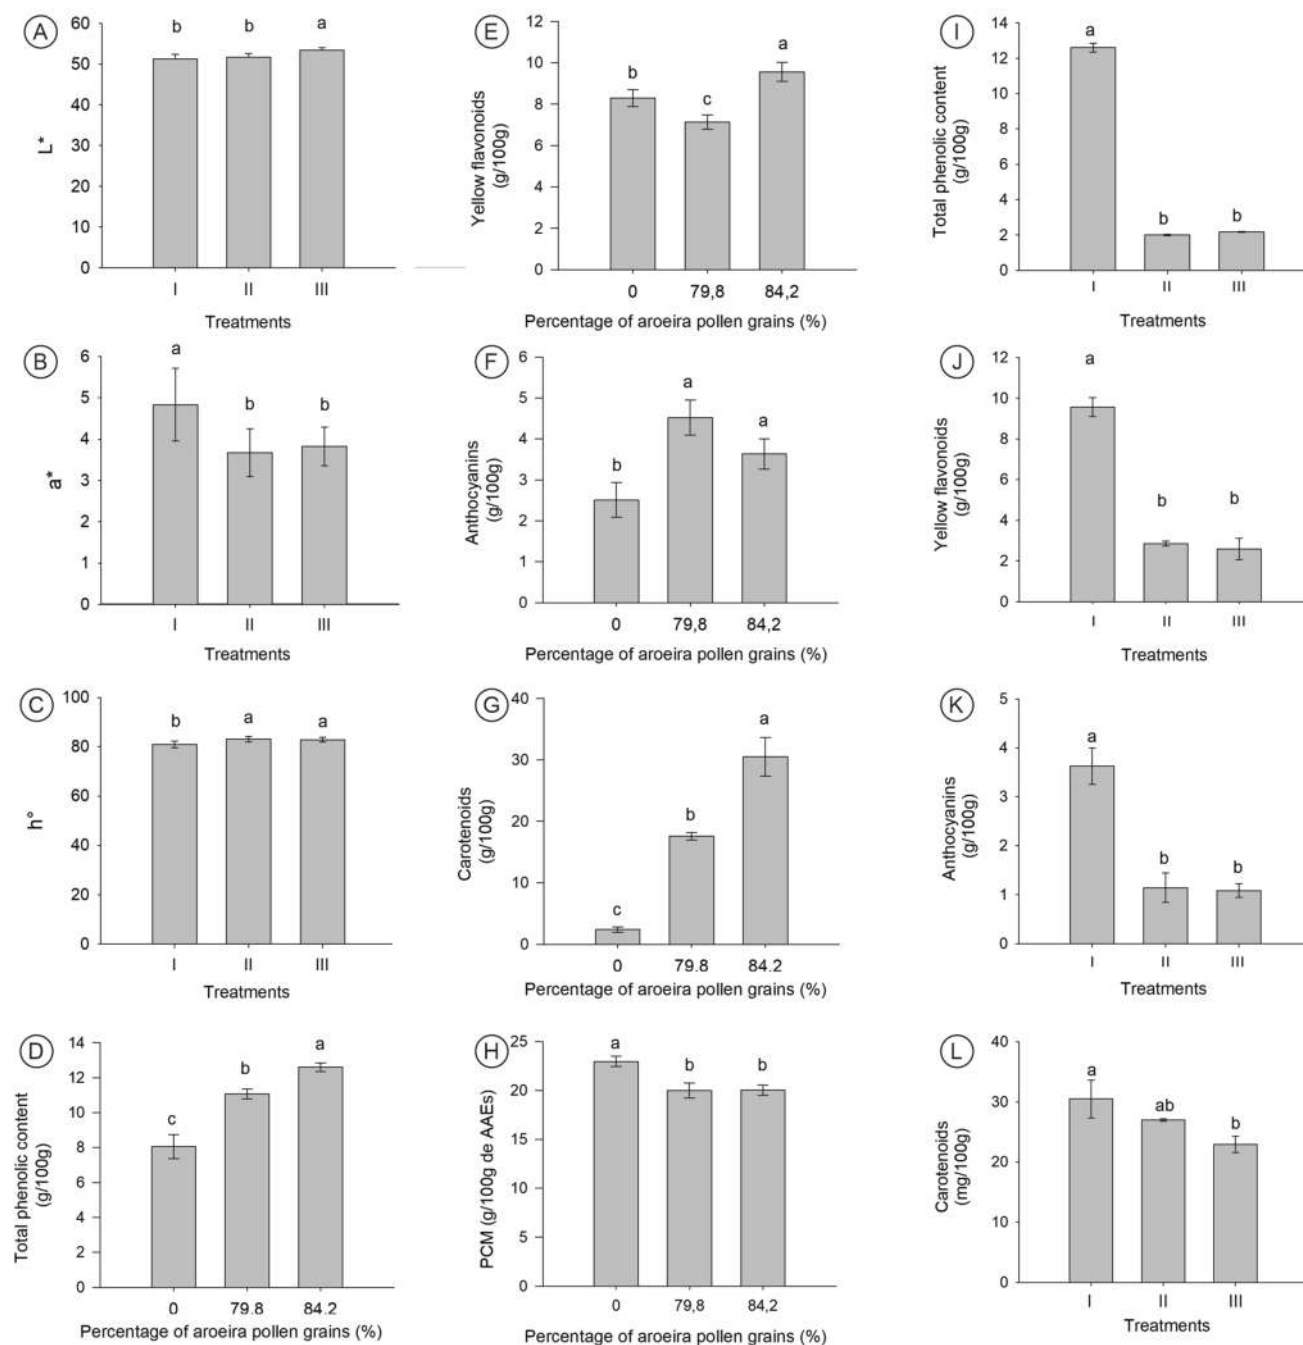 A
L*
60
50
40
30
20
10
0
b
b
a
I
II
III
Treatments
B
a*
6
5
4
3
2
1
0
a
b
b
I
II
III
Treatments
C
h°
100
80
60
40
20
0
b
a
a
I
II
III
Treatments
D
Total phenolic content
(g/100g)
14
12
10
8
6
4
2
0
c
b
a
0
79.8
84.2
Percentage of aroeira pollen grains (%)
E
Yellow flavonoids
(g/100g)
12
10
8
6
4
2
0
b
c
a
0
79,8
84,2
Percentage of aroeira pollen grains (%)
F
Anthocyanins
(g/100g)
6
5
4
3
2
1
0
b
a
a
0
79,8
84,2
Percentage of aroeira pollen grains (%)
G
Carotenoids
(g/100g)
40
30
20
10
0
c
b
a
0
79.8
84.2
Percentage of aroeira pollen grains (%)
H
PCM (g/100g de AAEs)
25
20
15
10
5
0
a
b
b
0
79,8
84,2
Percentage of aroeira pollen grains (%)
I
Total phenolic content
(g/100g)
14
12
10
8
6
4
2
0
a
b
b
I
II
III
Treatments
J
Yellow flavonoids
(g/100g)
12
10
8
6
4
2
0
a
b
b
I
II
III
Treatments
K
Anthocyanins
(g/100g)
5
4
3
2
1
0
a
b
b
I
II
III
Treatments
L
Carotenoids
(mg/100g)
40
30
20
10
0
a
ab
b
I
II
III
Treatments